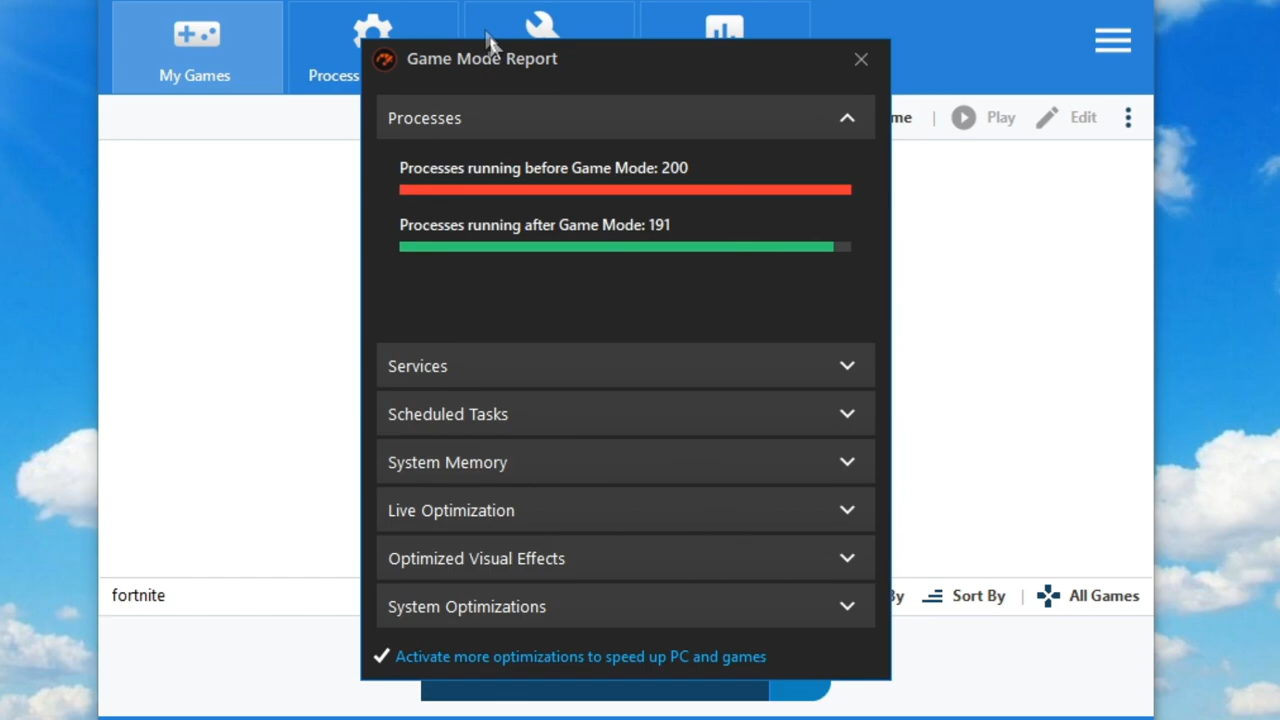 My Games
Process
Game Mode Report
Processes
me | Play Edit
Processes running before Game Mode: 200
Processes running after Game Mode: 191
Services
Scheduled Tasks
System Memory
Live Optimization
Optimized Visual Effects
fortnite
By Sort By | All Games
System Optimizations
Activate more optimizations to speed up PC and games